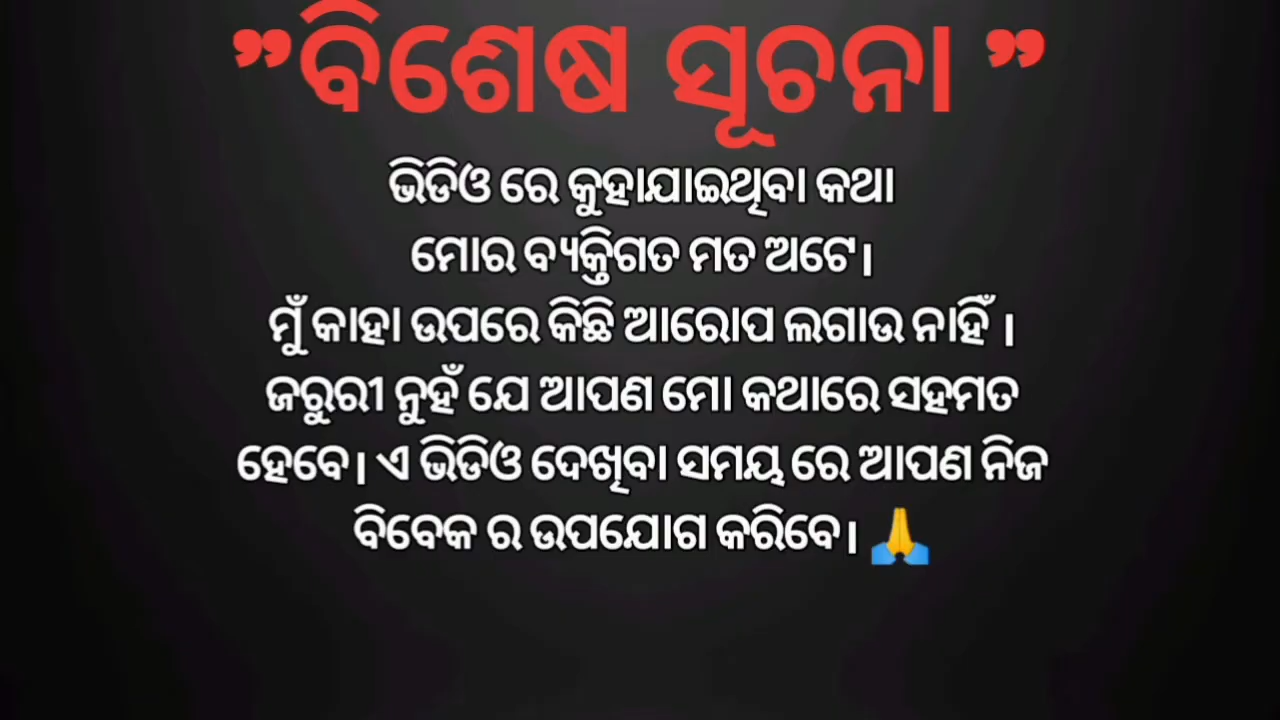 ”ବିଶେଷ ସୂଚନା ”
ଭିଡିଓ ରେ କୁହାଯାଇଥିବା କଥା
ମୋର ବ୍ୟକ୍ତିଗତ ମତ ଅଟେ।
ମୁଁ କାହା ଉପରେ କିଛି ଆରୋପ ଲଗାଉ ନାହିଁ ।
ଜରୁରୀ ନୁହଁ ଯେ ଆପଣ ମୋ କଥାରେ ସହମତ
ହେବେ। ଏ ଭିଡିଓ ଦେଖିବା ସମୟ ରେ ଆପଣ ନିଜ
ବିବେକ ର ଉପଯୋଗ କରିବେ। 🙏